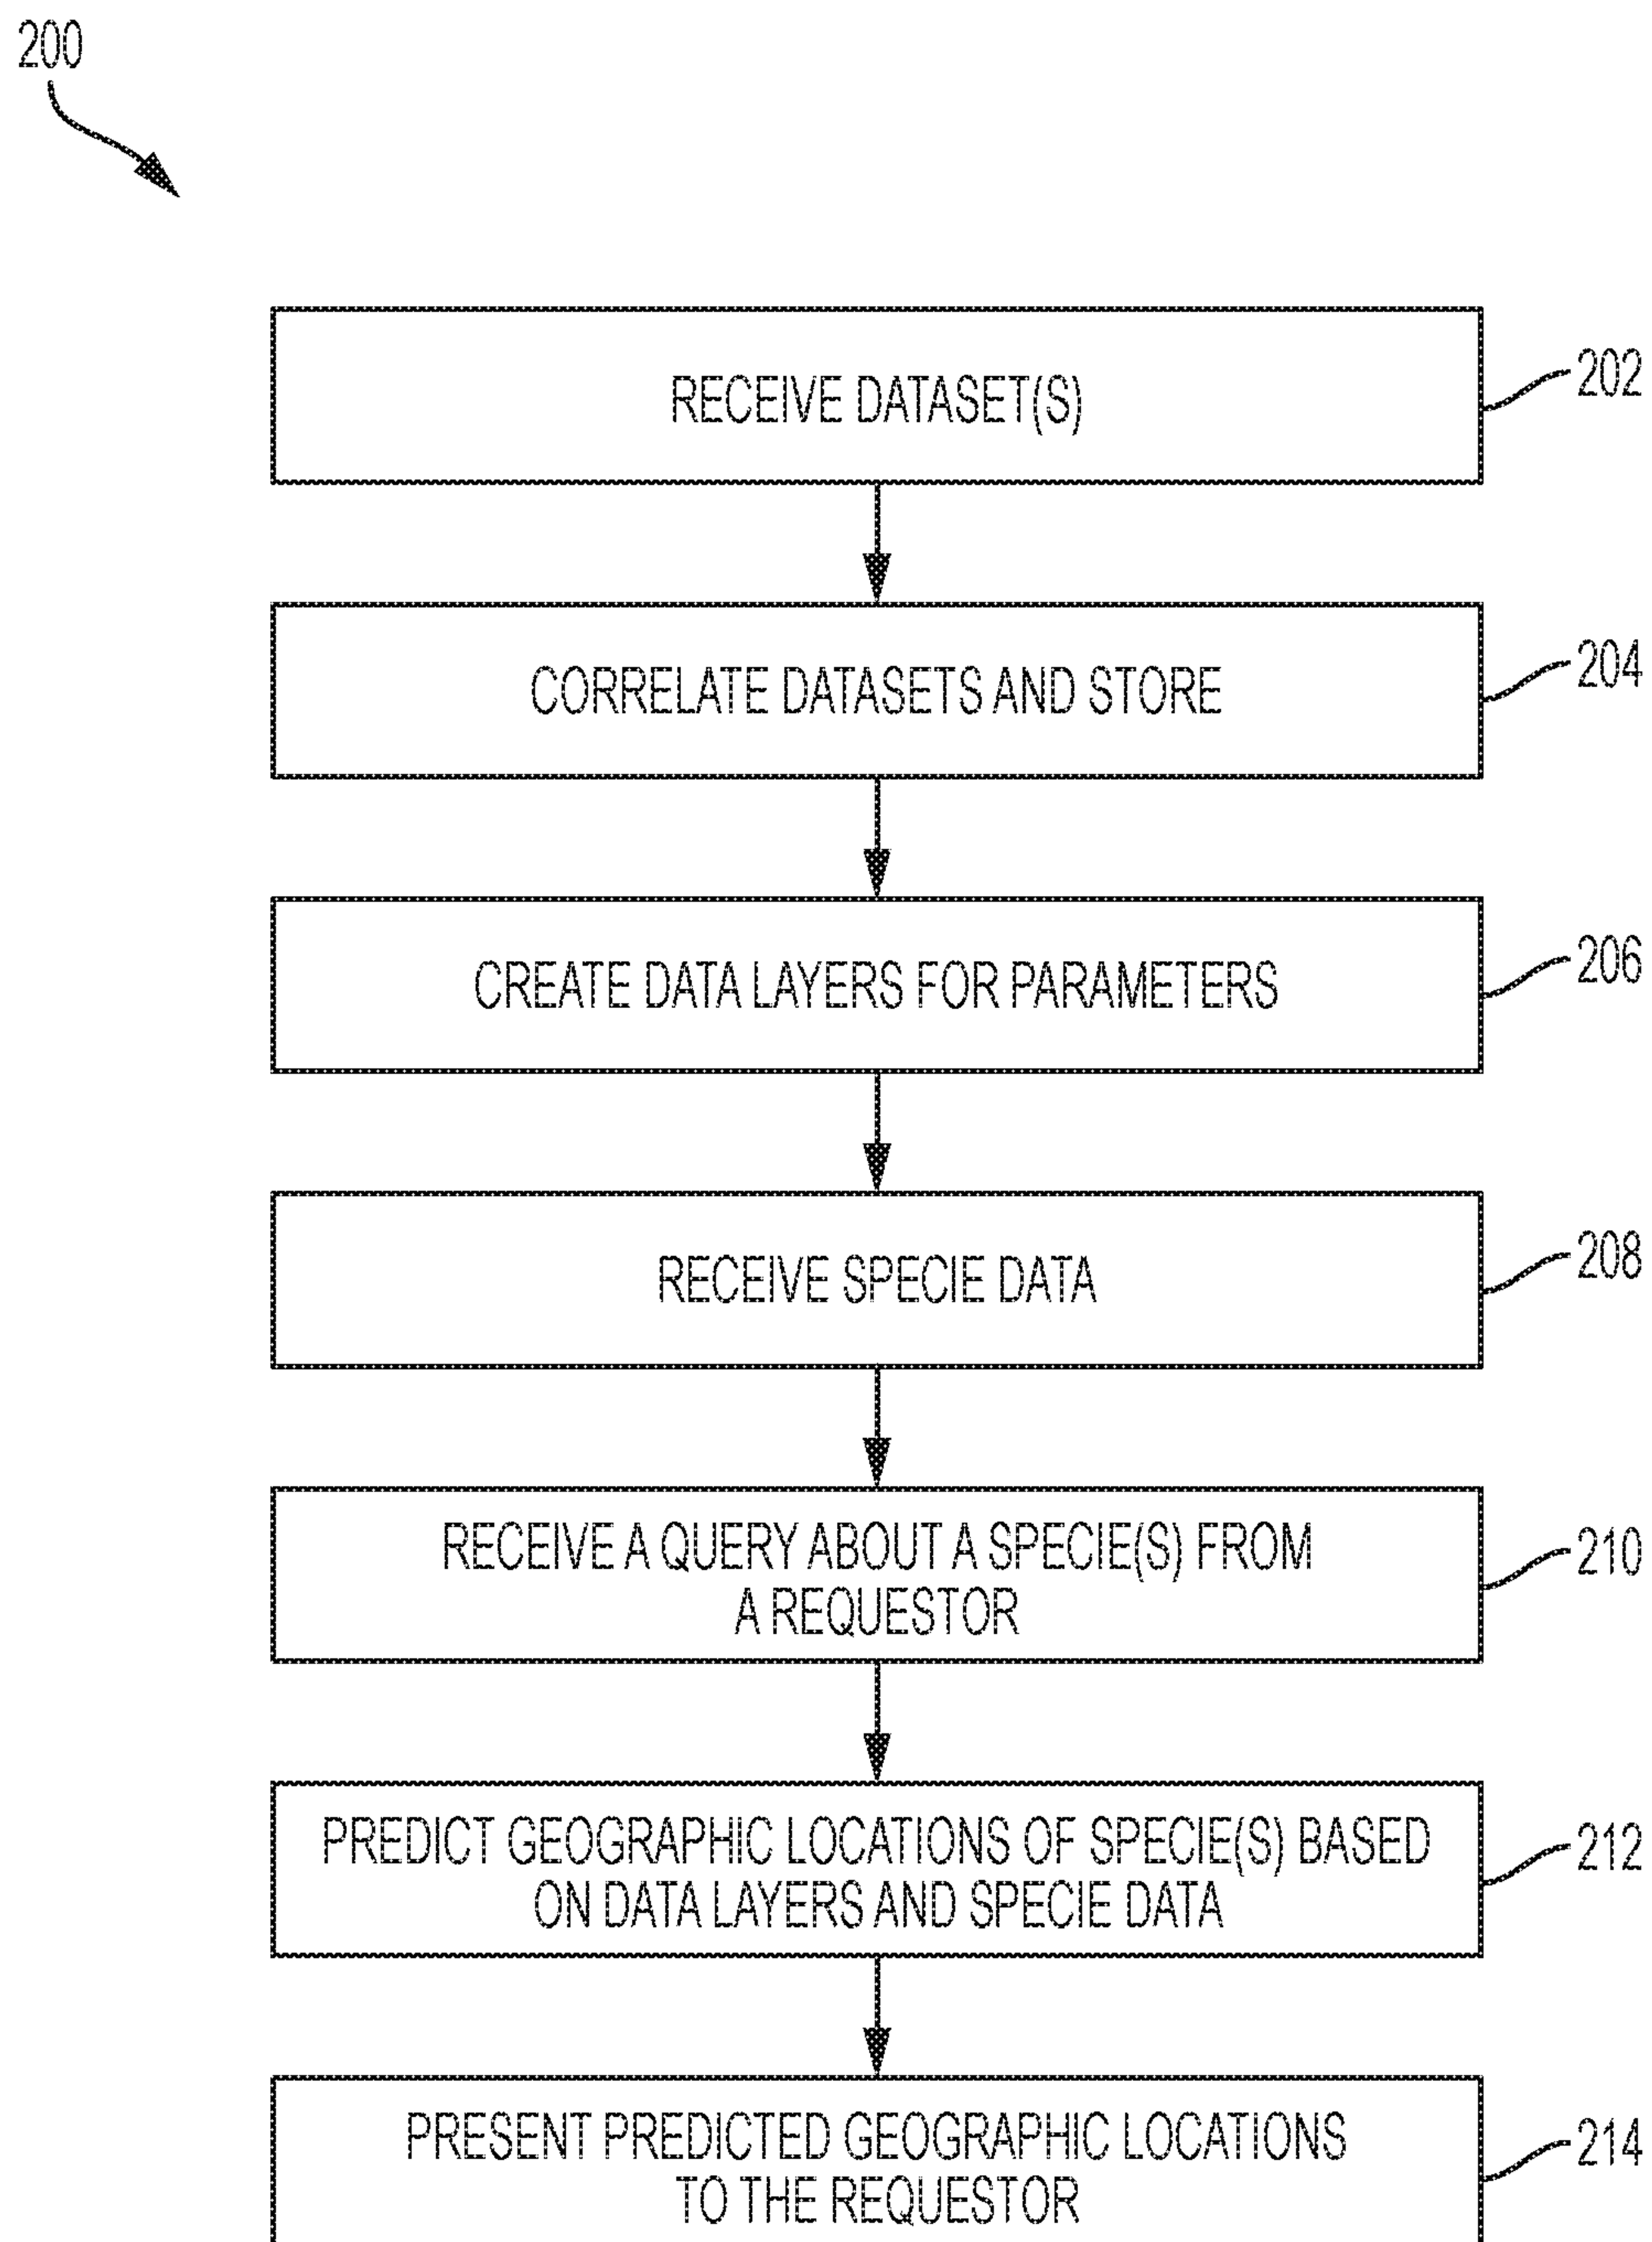 200
RECEIVE DATASET(S)
202
CORRELATE DATASETS AND STORE
204
CREATE DATA LAYERS FOR PARAMETERS
206
RECEIVE SPECIE DATA
208
RECEIVE A QUERY ABOUT A SPECIE(S) FROM
A REQUESTOR
210
PREDICT GEOGRAPHIC LOCATIONS OF SPECIE(S) BASED
ON DATA LAYERS AND SPECIE DATA
212
PRESENT PREDICTED GEOGRAPHIC LOCATIONS
TO THE REQUESTOR
214